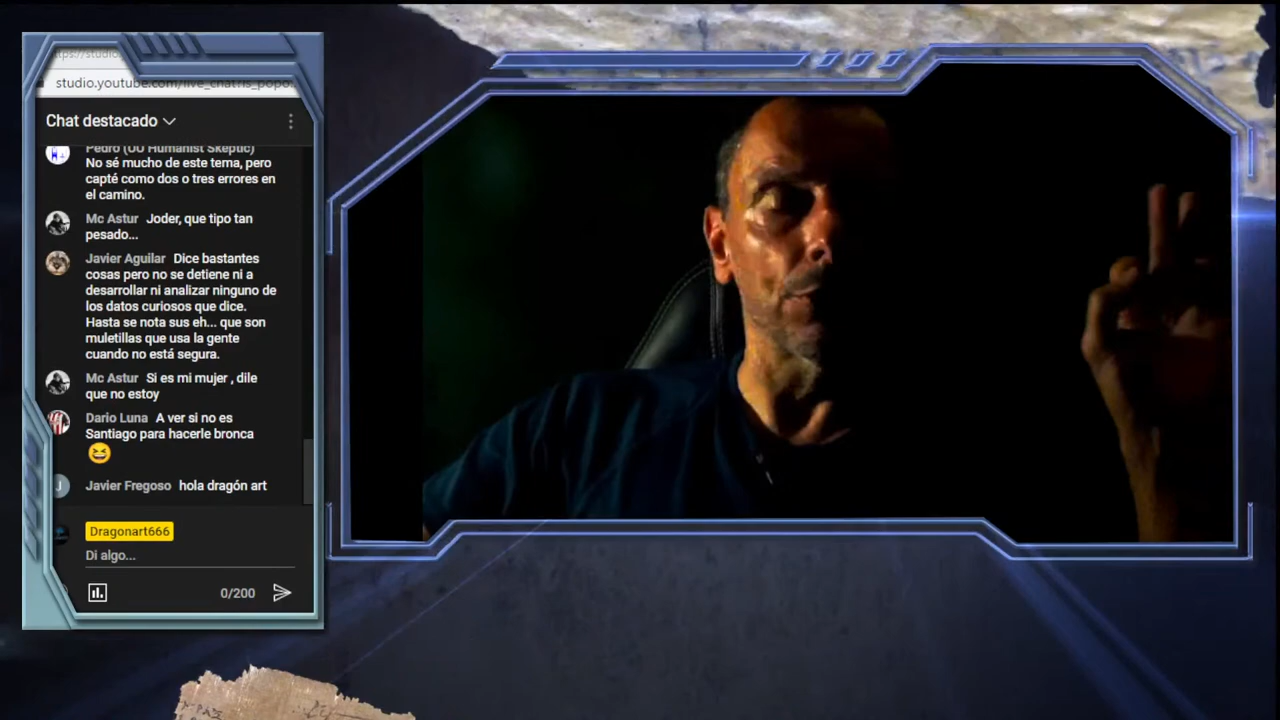 studio.youtube.com/live_chat?is_popo
Chat destacado
Pedro (UU Humanist Skeptic)
No sé mucho de este tema, pero
capté como dos o tres errores en
el camino.
Mc Astur Joder, que tipo tan
pesado...
Javier Aguilar Dice bastantes
cosas pero no se detiene ni a
desarrollar ni analizar ninguno de
los datos curiosos que dice.
Hasta se nota sus eh... que son
muletillas que usa la gente
cuando no está segura.
Mc Astur Si es mi mujer , dile
que no estoy
Dario Luna A ver si no es
Santiago para hacerle bronca
J Javier Fregoso hola dragón art
Dragonart666
Di algo...
0/200